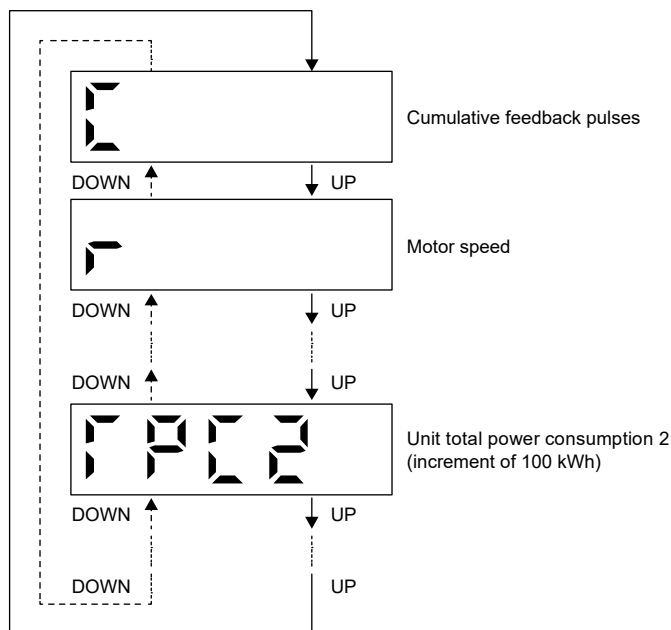 C
Cumulative feedback pulses
DOWN UP
r
Motor speed
DOWN UP
DOWN UP
TPC2
Unit total power consumption 2
(increment of 100 kWh)
DOWN UP
DOWN UP